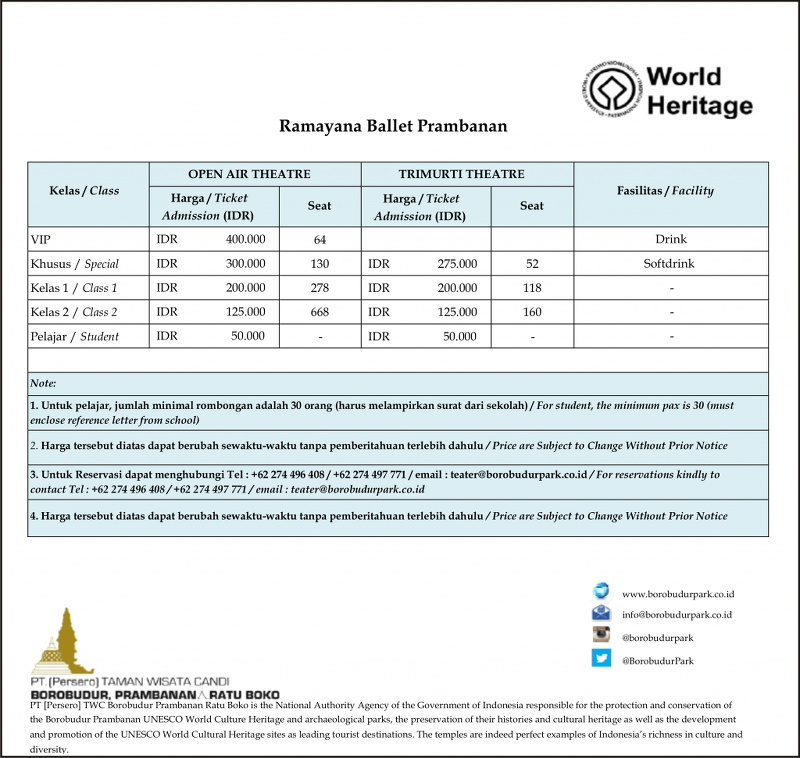 World
Heritage
Ramayana Ballet Prambanan
Kelas / Class
OPEN AIR THEATRE
TRIMURTI THEATRE
Fasilitas / Facility
Harga / Ticket
Admission (IDR)
Seat
Harga / Ticket
Admission (IDR)
Seat
VIP IDR 400.000 64 Drink
Khusus / Special IDR 300.000 130 IDR 275.000 52 Softdrink
Kelas 1 / Class 1 IDR 200.000 278 IDR 200.000 118 -
Kelas 2 / Class 2 IDR 125.000 668 IDR 125.000 160 -
Pelajar / Student IDR 50.000 - IDR 50.000 - -
Note:
1. Untuk pelajar, jumlah minimal rombongan adalah 30 orang (harus melampirkan surat dari sekolah) / For student, the minimum pax is 30 (must
enclose reference letter from school)
2. Harga tersebut diatas dapat berubah sewaktu-waktu tanpa pemberitahuan terlebih dahulu / Price are Subject to Change Without Prior Notice
3. Untuk Reservasi dapat menghubungi Tel : +62 274 496 408 / +62 274 497 771 / email : teater@borobudurpark.co.id / For reservations kindly to
contact Tel : +62 274 496 408 / +62 274 497 771 / email : teater@borobudurpark.co.id
4. Harga tersebut diatas dapat berubah sewaktu-waktu tanpa pemberitahuan terlebih dahulu / Price are Subject to Change Without Prior Notice
www.borobudurpark.co.id
info@borobudurpark.co.id
@borobudurpark
@BorobudurPark
PT.(Persero) TAMAN WISATA CANDI
BOROBUDUR, PRAMBANAN & RATU BOKO
PT [Persero] TWC Borobudur Prambanan Ratu Boko is the National Authority Agency of the Government of Indonesia responsible for the protection and conservation of
the Borobudur Prambanan UNESCO World Culture Heritage and archaeological parks, the preservation of their histories and cultural heritage as well as the development
and promotion of the UNESCO World Cultural Heritage sites as leading tourist destinations. The temples are indeed perfect examples of Indonesia's richness in culture and
diversity.